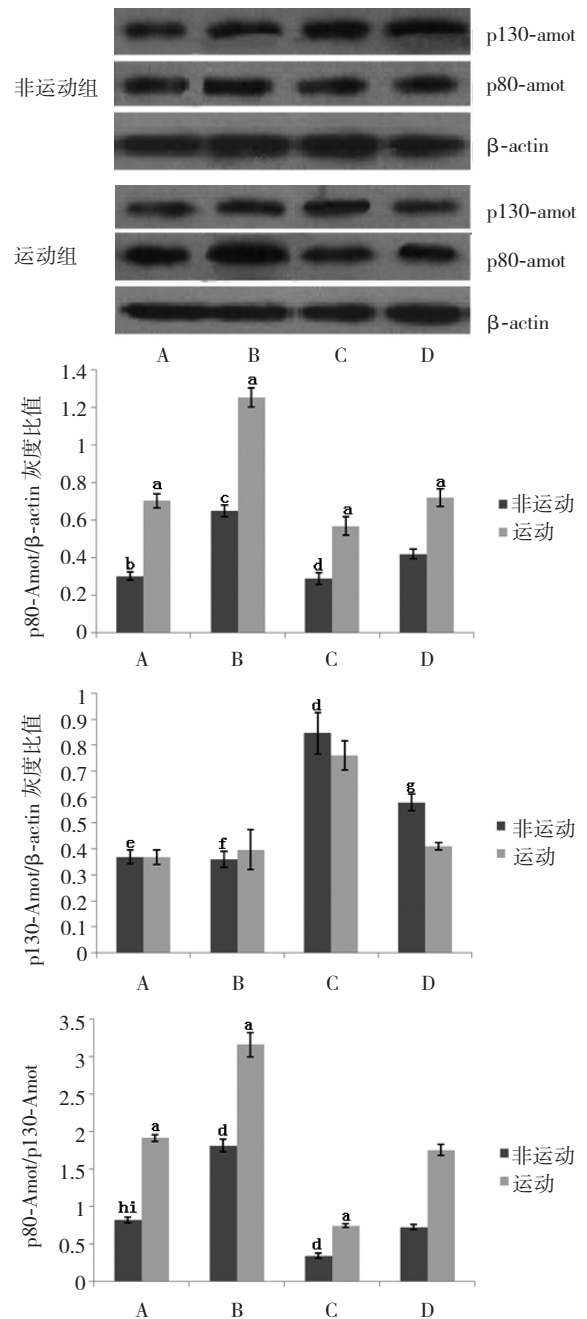 p130-amot
非运动组
p80-amot
β-actin
p130-amot
运动组
p80-amot
β-actin
A B C D
p80-Amot/β-actin 灰度比值
1.4
1.2
1
0.8
0.6
0.4
0.2
0
b a c a d a a
A B C D
非运动
运动
p130-Amot/β-actin 灰度比值
1
0.9
0.8
0.7
0.6
0.5
0.4
0.3
0.2
0.1
0
e f d g
A B C D
非运动
运动
p80-Amot/p130-Amot
3.5
3
2.5
2
1.5
1
0.5
0
hi a d a d a
A B C D
非运动
运动